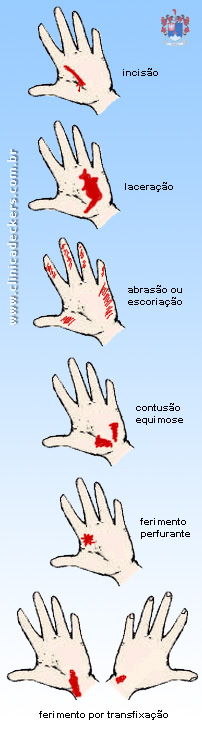 incisão
laceração
www.clinicadeckers.com.br
abrasão ou
escoriação
contusão
equimose
ferimento
perfurante
ferimento por transfixação